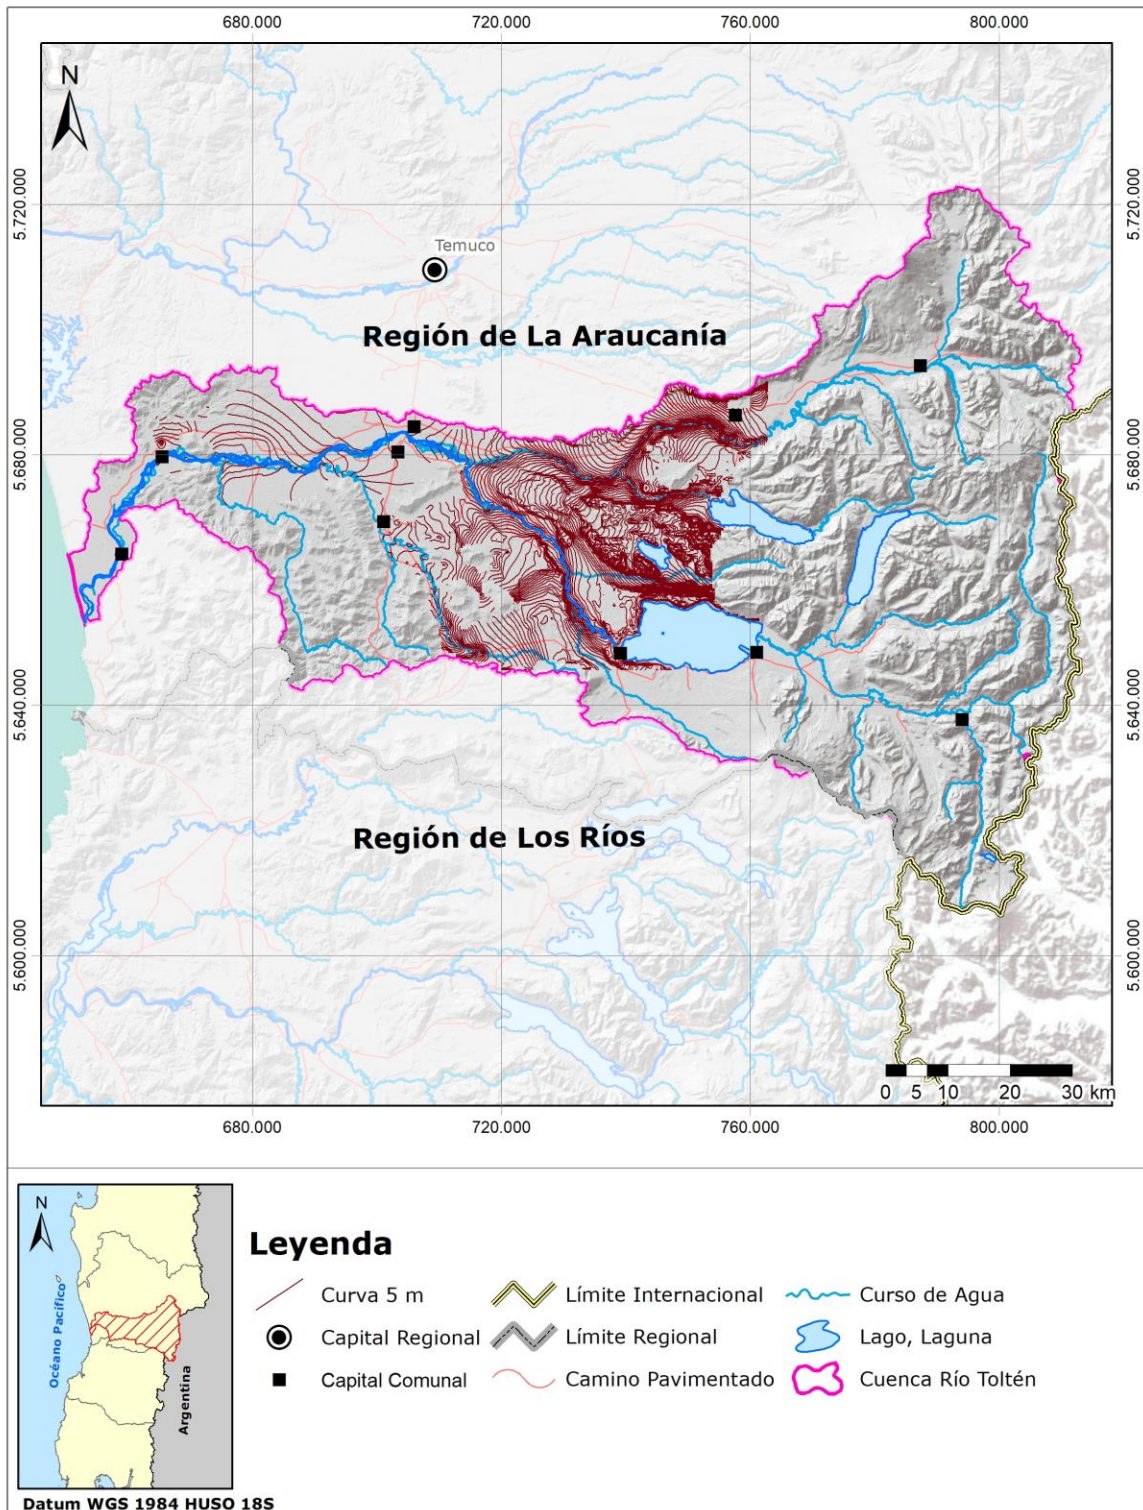 680.000 720.000 760.000 800.000
N
5.720.000 5.720.000
Temuco
Región de La Araucanía
5.680.000 5.680.000
5.640.000 5.640.000
Región de Los Ríos
5.600.000 5.600.000
0 5 10 20 30 km
680.000 720.000 760.000 800.000
N
Océano Pacífico
Argentina
Leyenda
Curva 5 m
Límite Internacional
Curso de Agua
Capital Regional
Límite Regional
Lago, Laguna
Capital Comunal
Camino Pavimentado
Cuenca Río Toltén
Datum WGS 1984 HUSO 18S